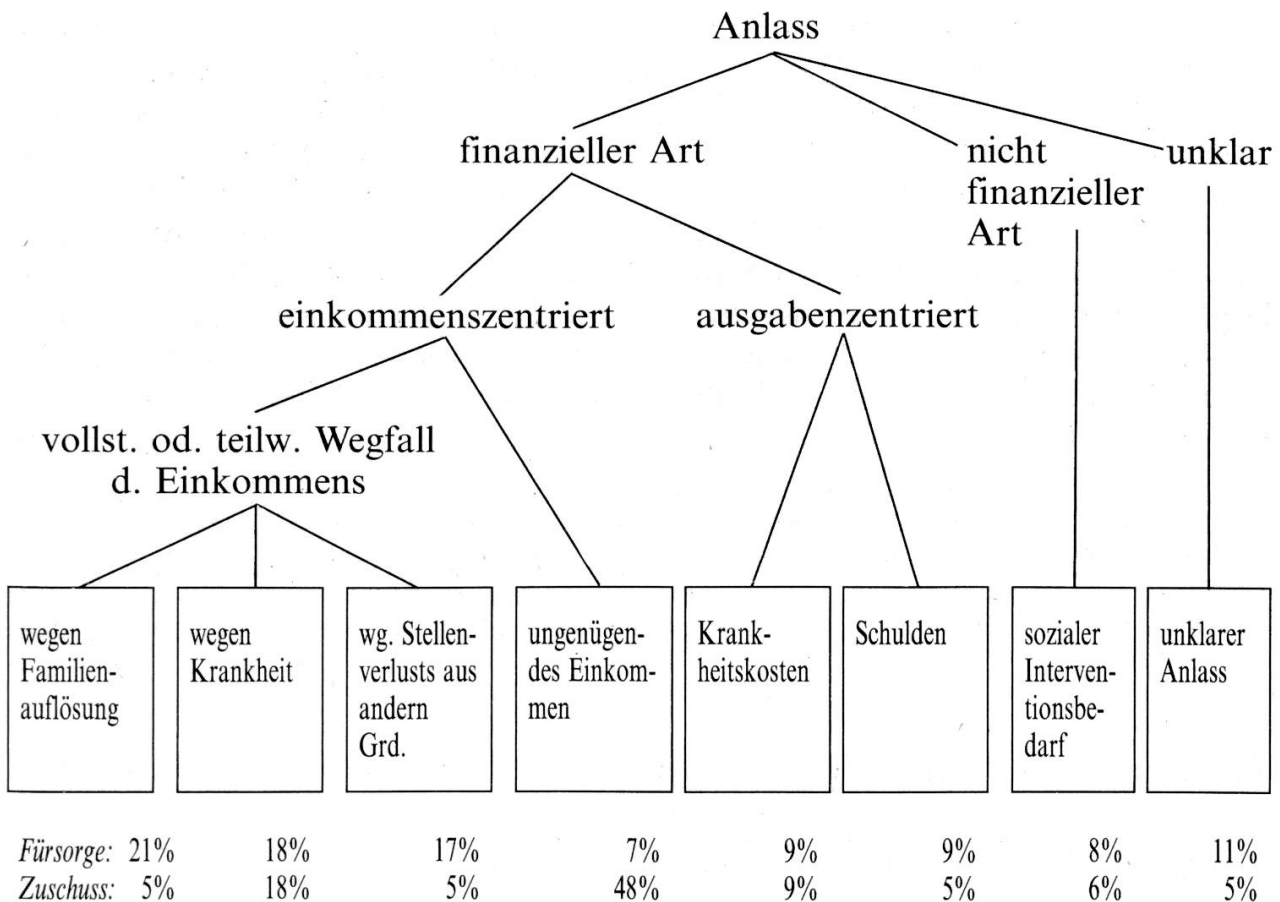 Anlass
finanzieller Art
nicht
finanzieller
Art
unklar
einkommenszentriert
ausgabenzentriert
vollst. od. teilw. Wegfall
d. Einkommens
wegen
Familien-
auflösung
wegen
Krankheit
wg. Stellen-
verlusts aus
andern
Grd.
ungenügen-
des Einkom-
men
Krank-
heitskosten
Schulden
sozialer
Interven-
tionsbe-
darf
unklarer
Anlass
Fürsorge: 21% 18% 17% 7% 9% 9% 8% 11%
Zuschuss: 5% 18% 5% 48% 9% 5% 6% 5%